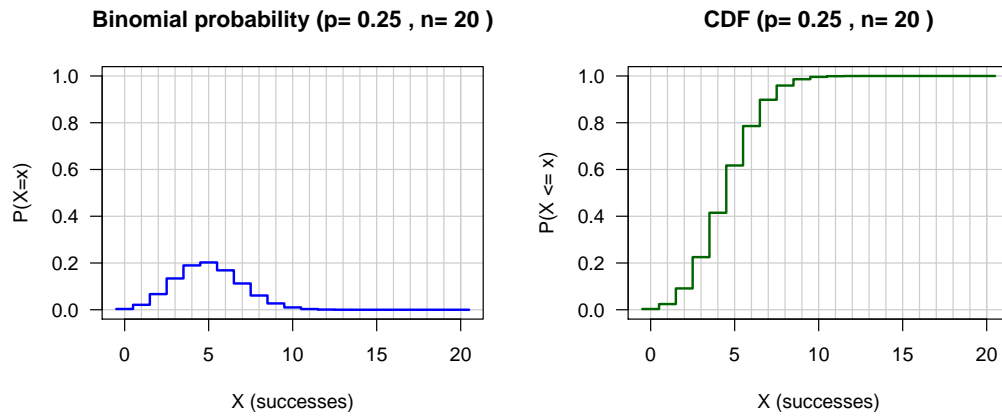 Binomial probability (p= 0.25 , n= 20 )
P(X=x)
1.0
0.8
0.6
0.4
0.2
0.0
0 5 10 15 20
X (successes)
CDF (p= 0.25 , n= 20 )
P(X <= x)
1.0
0.8
0.6
0.4
0.2
0.0
0 5 10 15 20
X (successes)